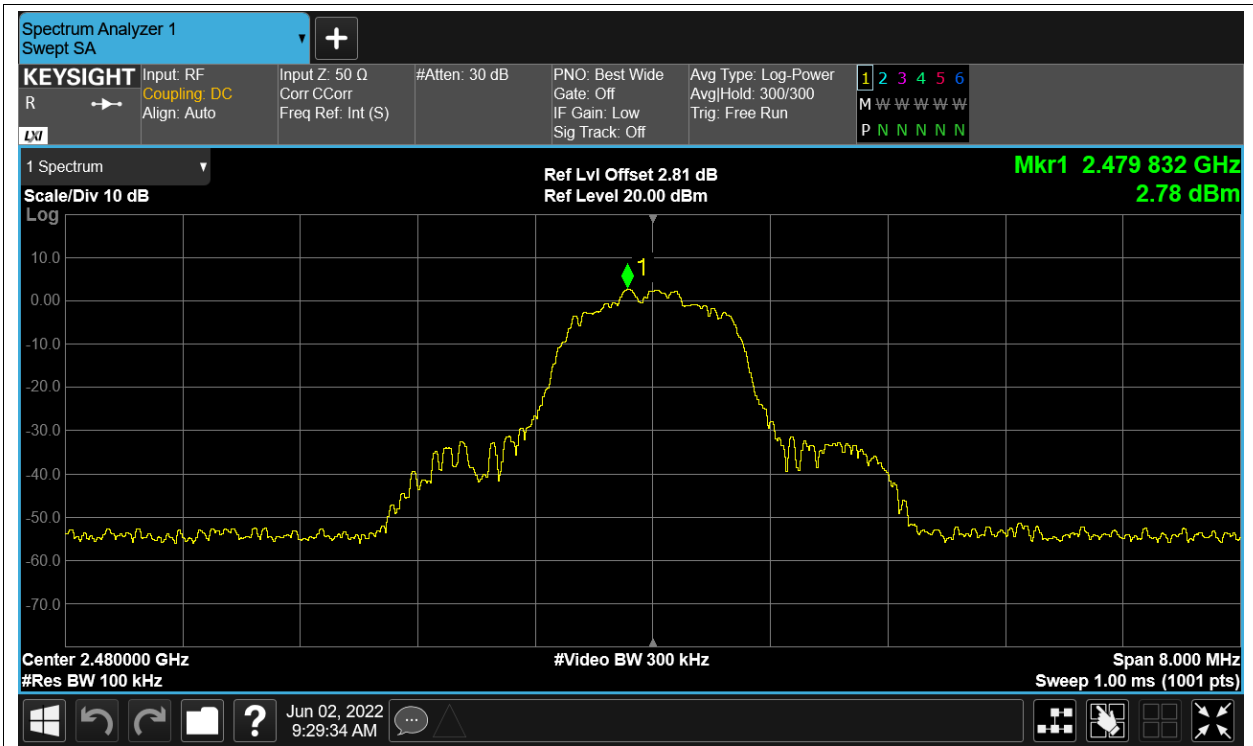 Spectrum Analyzer 1
Swept SA
KEYSIGHT
R
LXI
Input: RF
Coupling: DC
Align: Auto
Input Z: 50 Ω
Corr CCorr
Freq Ref: Int (S)
#Atten: 30 dB
PNO: Best Wide
Gate: Off
IF Gain: Low
Sig Track: Off
Avg Type: Log-Power
Avg|Hold: 300/300
Trig: Free Run
1 2 3 4 5 6
M W W W W W
P N N N N N
1 Spectrum
Scale/Div 10 dB
Log
Ref Lvl Offset 2.81 dB
Ref Level 20.00 dBm
Mkr1 2.479 832 GHz
2.78 dBm
1
10.0
0.00
-10.0
-20.0
-30.0
-40.0
-50.0
-60.0
-70.0
Center 2.480000 GHz
#Res BW 100 kHz
#Video BW 300 kHz
Span 8.000 MHz
Sweep 1.00 ms (1001 pts)
?
Jun 02, 2022
9:29:34 AM